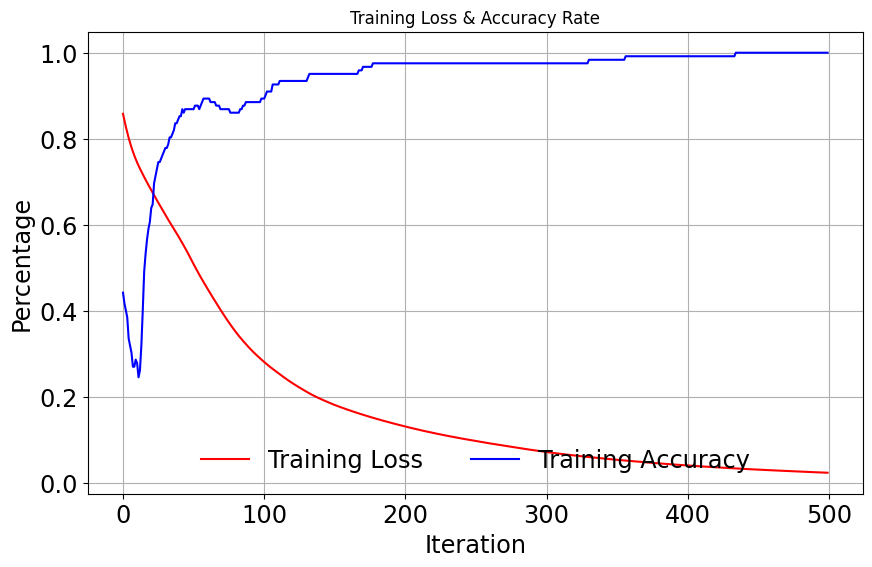 Training Loss & Accuracy Rate
1.0
0.8
0.6
0.4
0.2
0.0
Percentage
Training Loss
Training Accuracy
0 100 200 300 400 500
Iteration